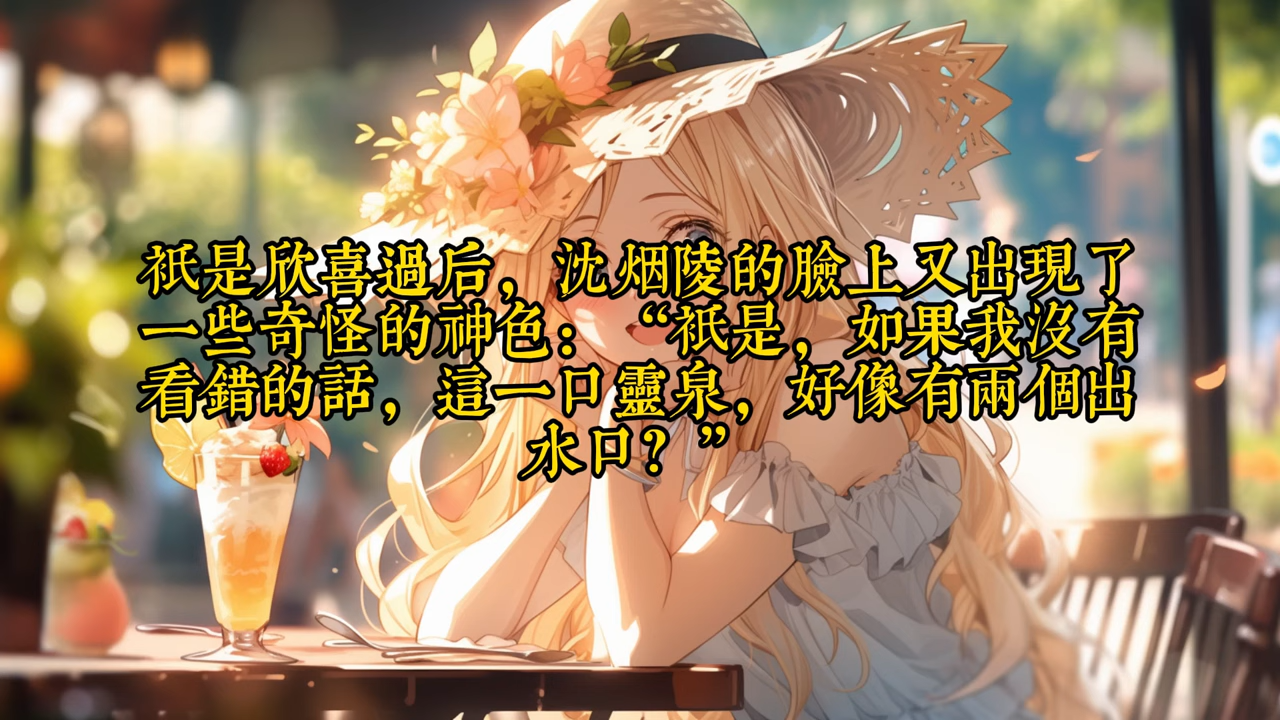 衹是欣喜過后，沈烟陵的臉上又出現了
一些奇怪的神色：“衹是，如果我沒有
看錯的話，這一口靈泉，好像有兩個出
水口？”